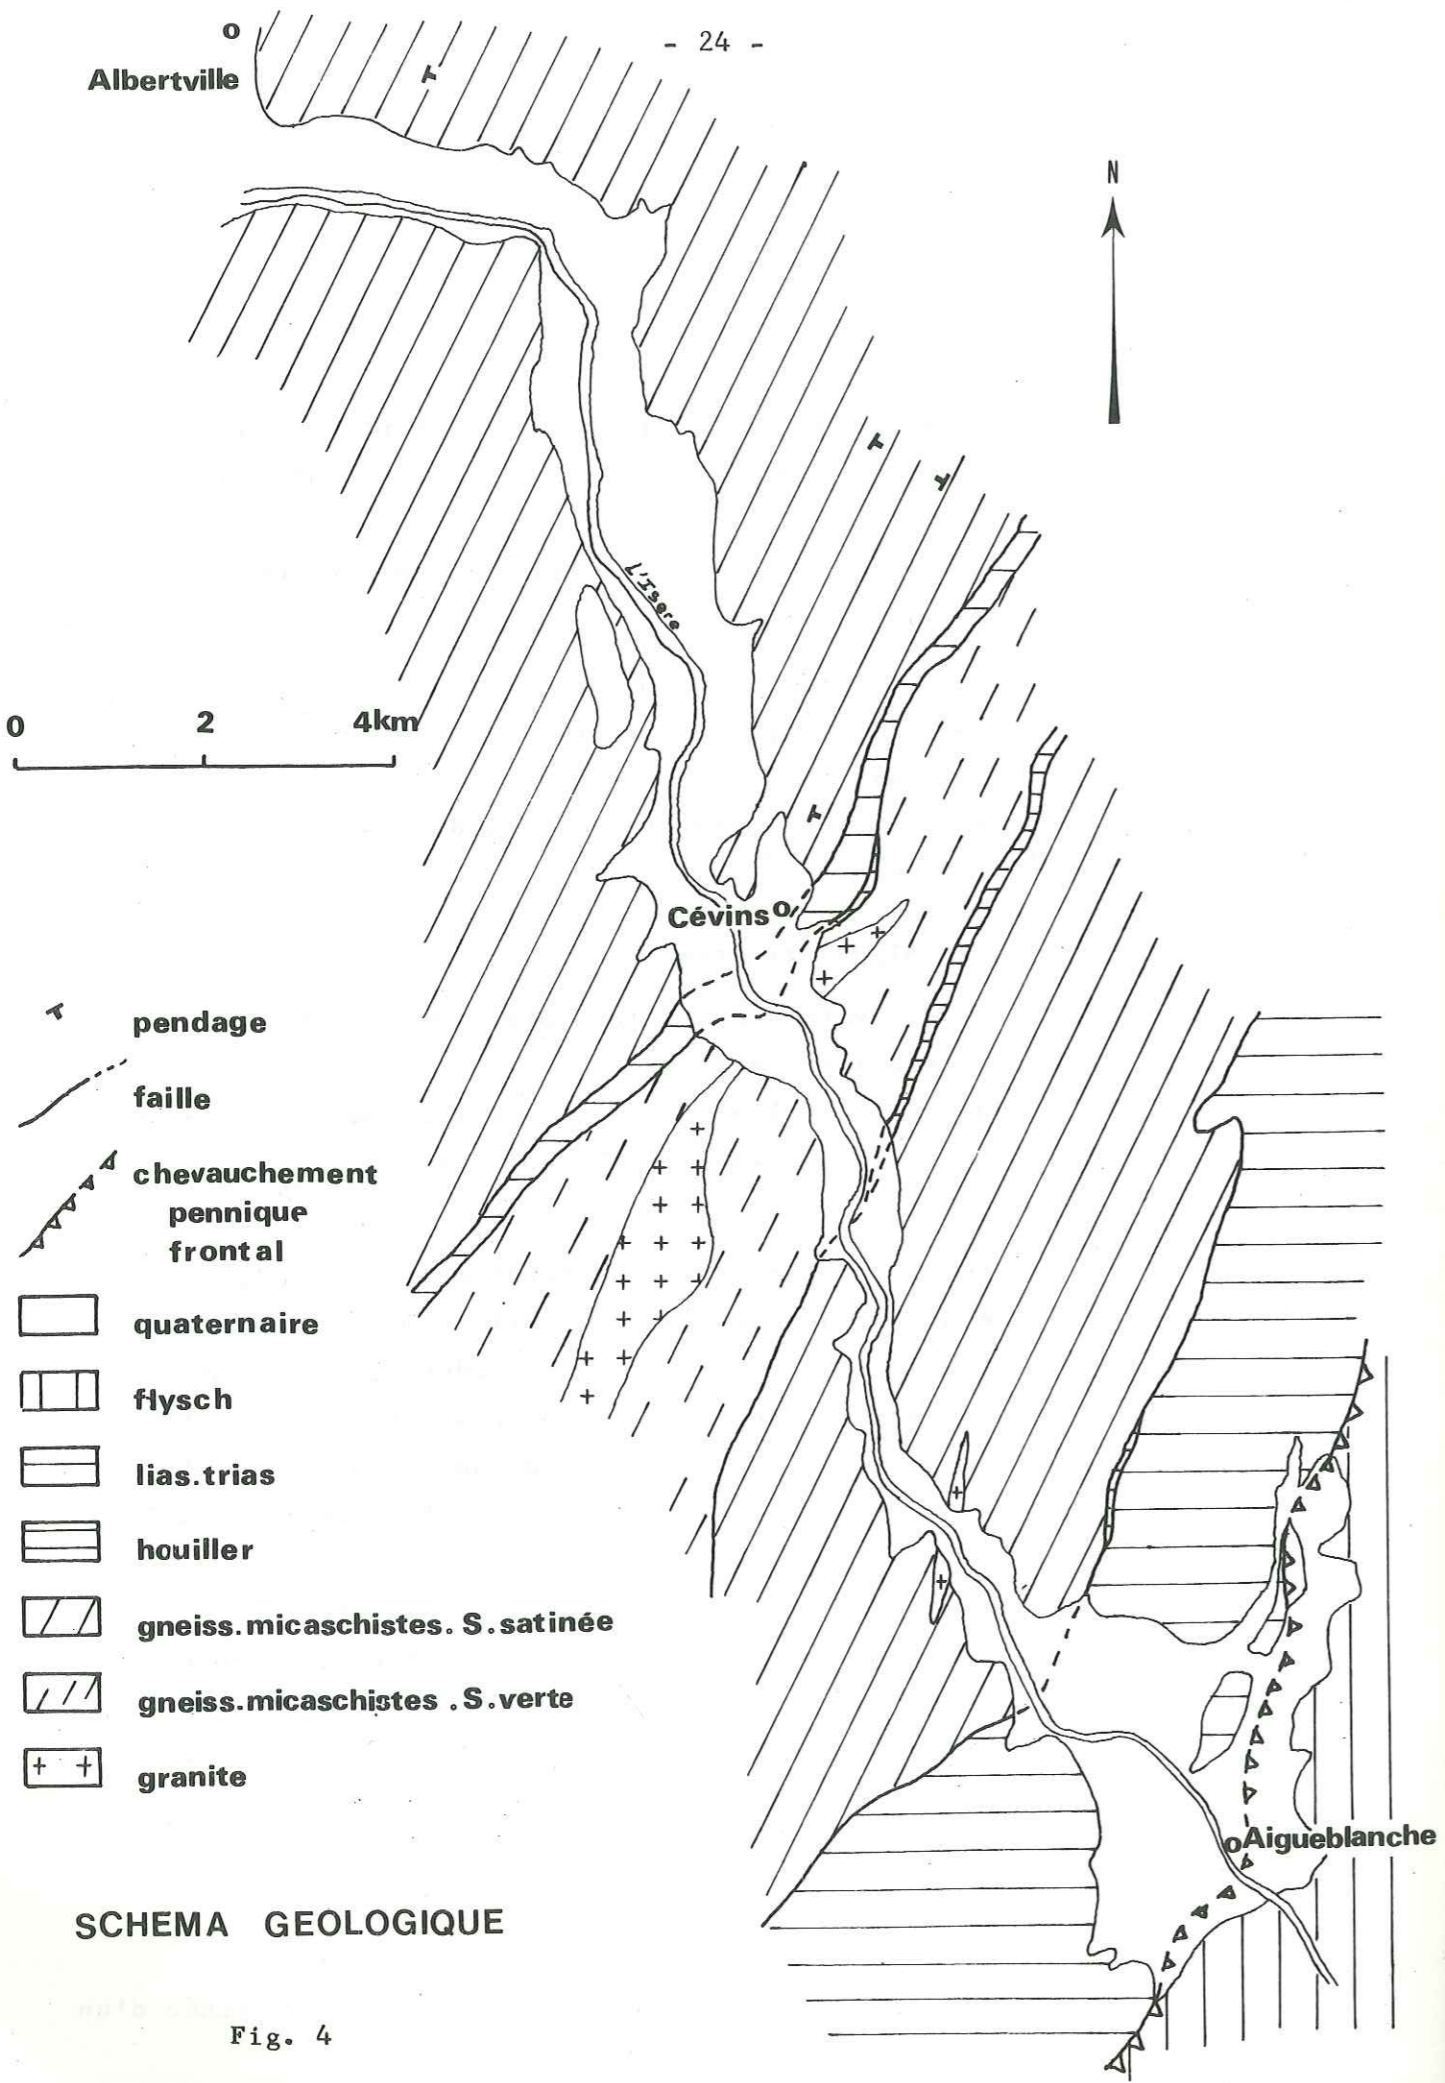 - 24 -
Albertville
N
L'Isere
0 2 4km
Cévins
pendage
faille
chevauchement
pennique
frontal
quaternaire
flysch
lias.trias
houiller
gneiss.micaschistes. S.satinée
gneiss.micaschistes .S.verte
granite
Aigueblanche
SCHEMA GEOLOGIQUE
Fig. 4